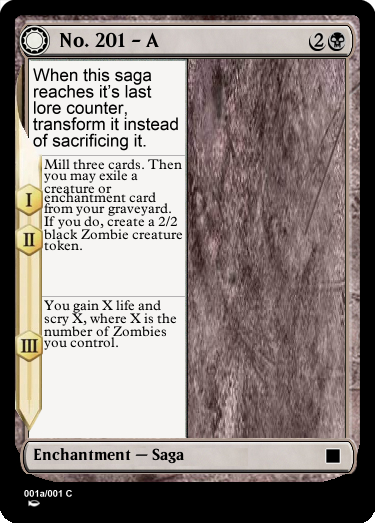 No. 201 – A 2
When this saga
reaches it's last
lore counter,
transform it instead
of sacrificing it.
Mill three cards. Then
you may exile a
creature or
enchantment card
from your graveyard.
If you do, create a 2/2
black Zombie creature
token.
I
II
You gain X life and
scry X, where X is the
number of Zombies
you control.
III
Enchantment — Saga
001a/001 C